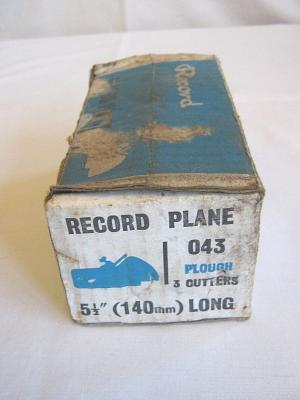 Record
RECORD PLANE
043
PLOUGH
3 CUTTERS
5½" (140mm) LONG